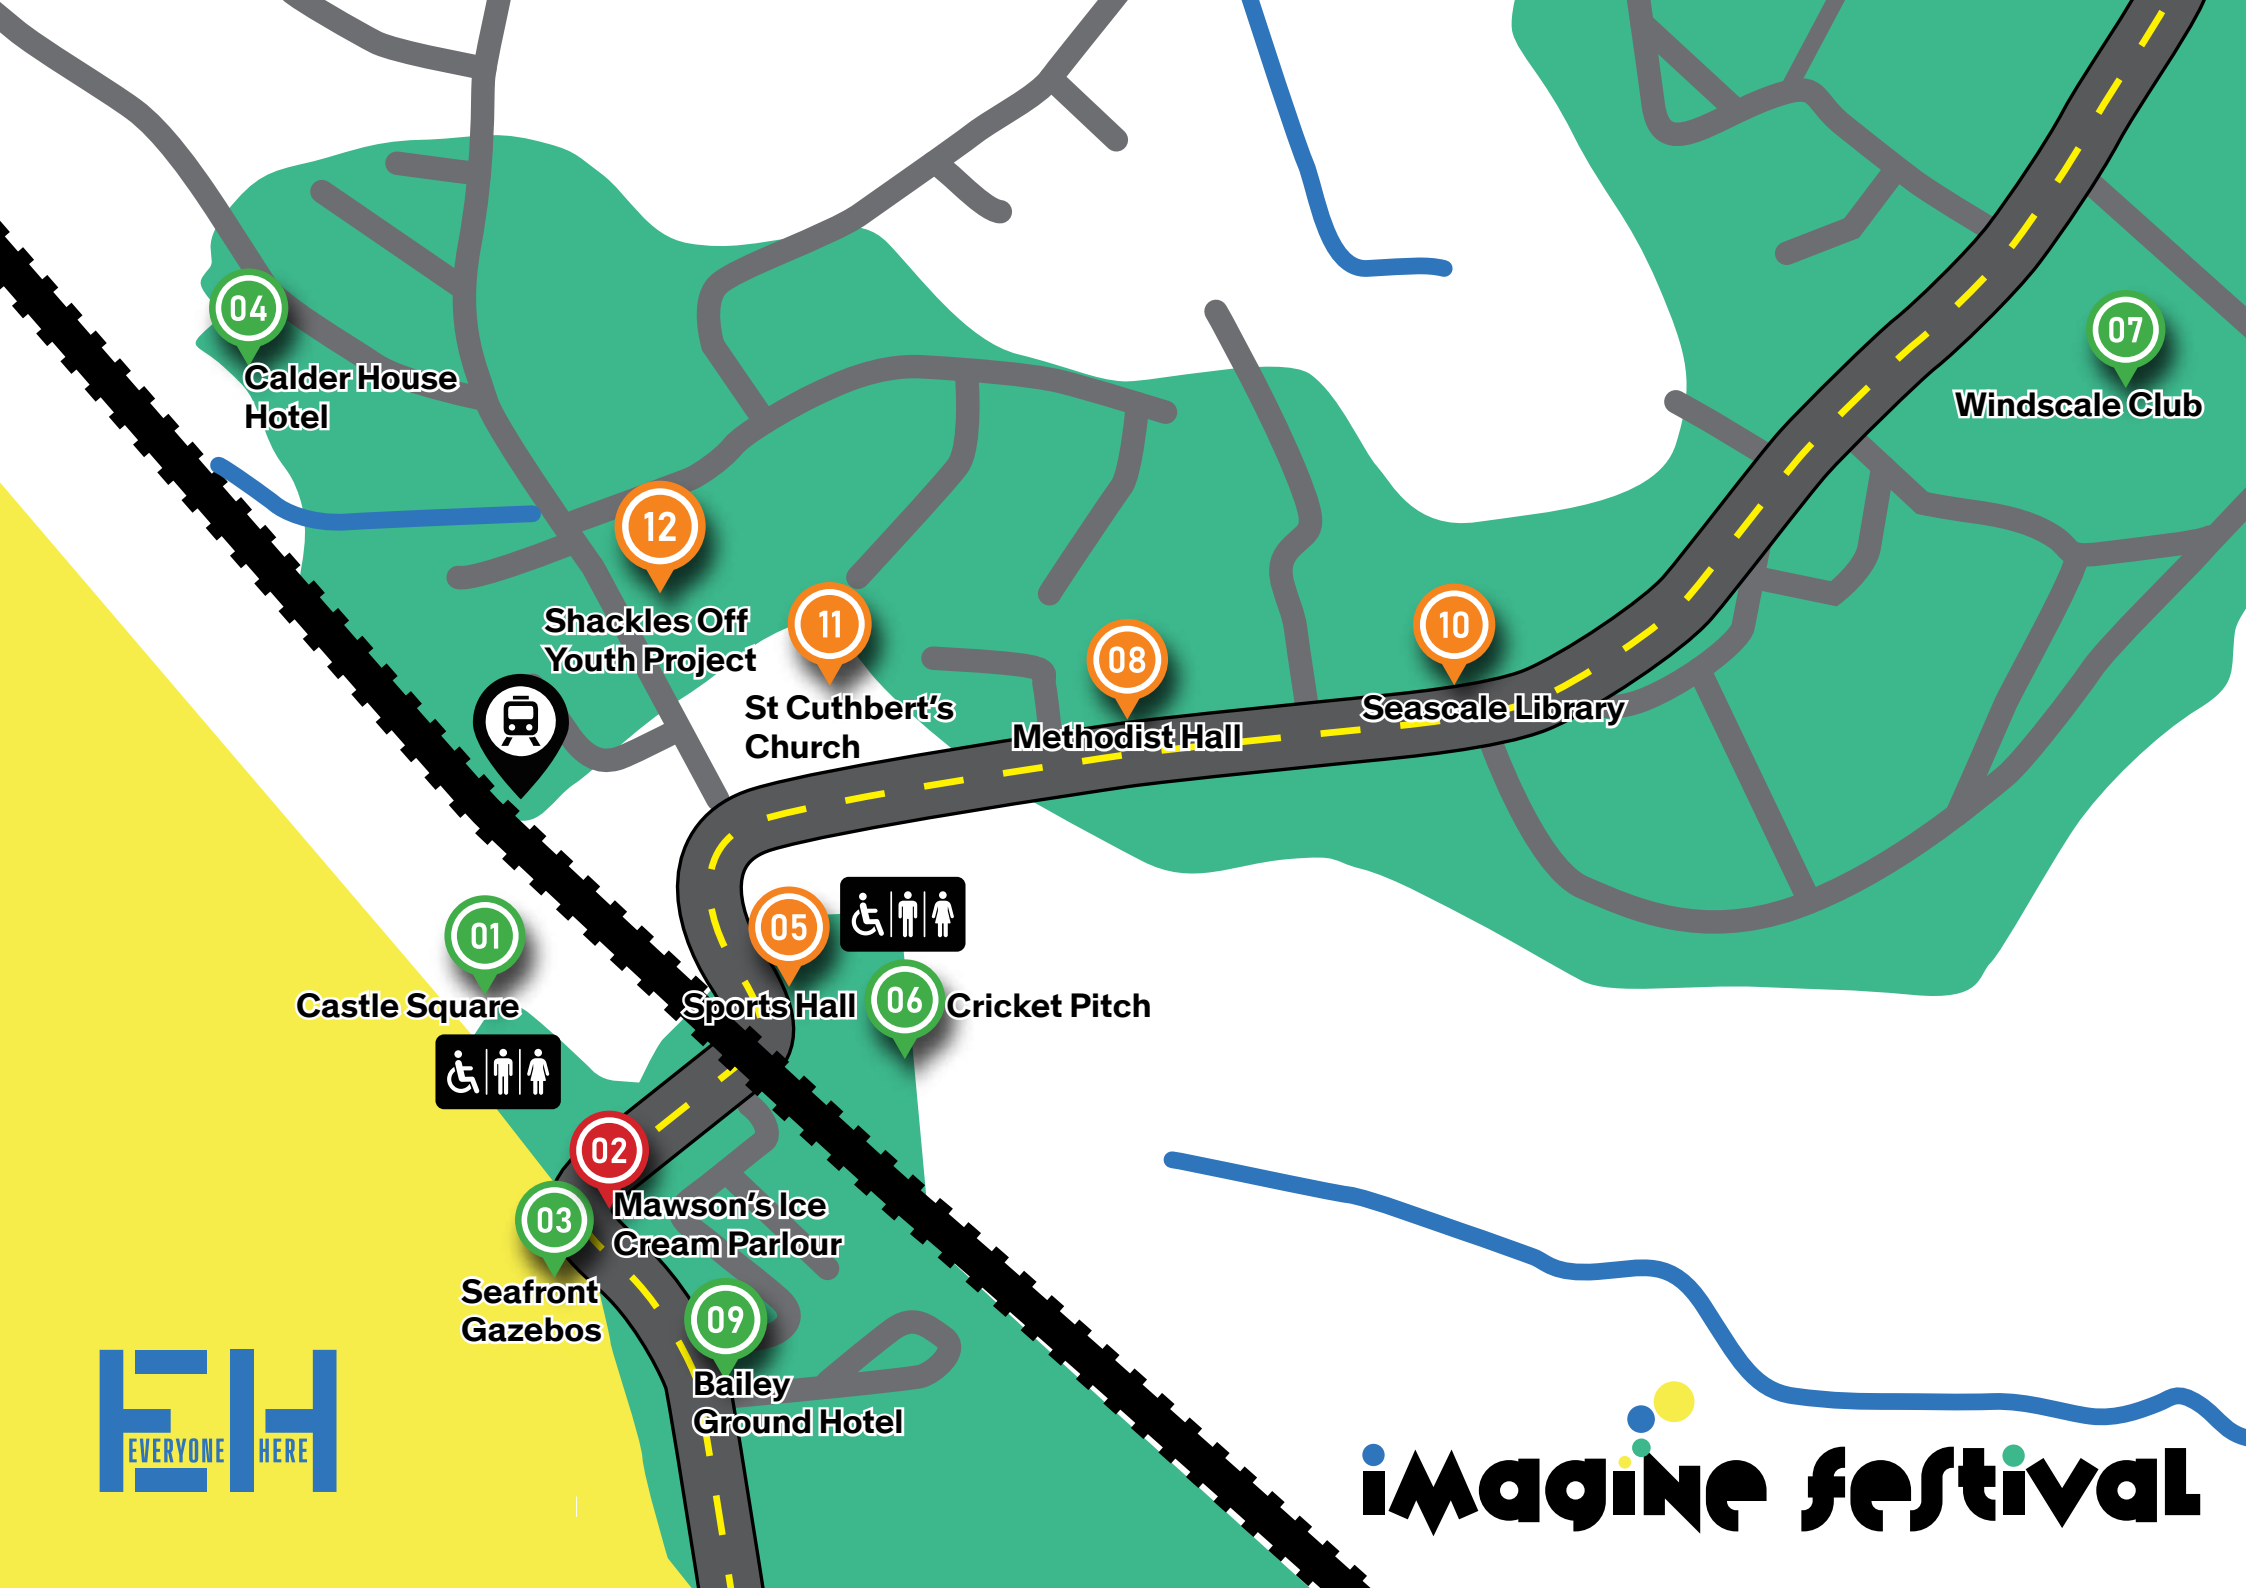 04
Calder House
Hotel
07
Windscale Club
12
Shackles Off
Youth Project
11
St Cuthbert's
Church
08
Methodist Hall
10
Seascale Library
01
Castle Square
05
Sports Hall
06
Cricket Pitch
02
Mawson's Ice
Cream Parlour
03
Seafront
Gazebos
09
Bailey
Ground Hotel
EH
EVERYONE HERE
iMagiNe festivaL